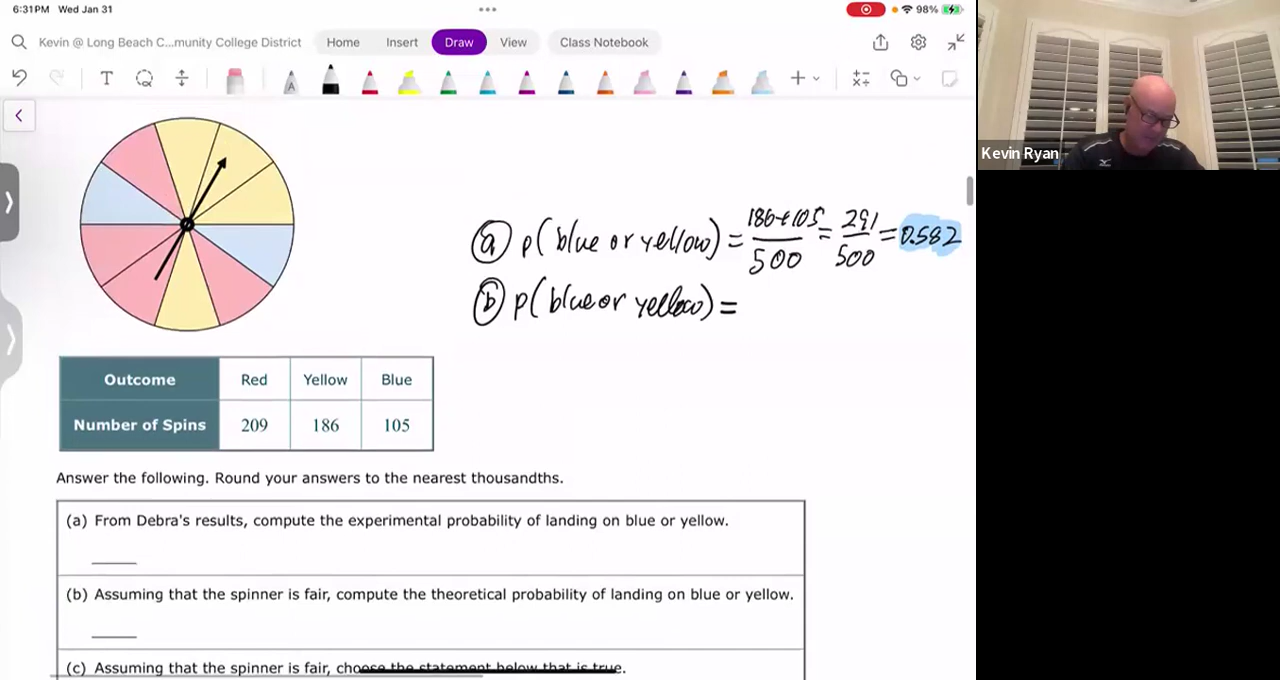 6:31PM Wed Jan 31
98%
Kevin @ Long Beach C...munity College District
Home Insert Draw View Class Notebook
T A
Kevin Ryan
(a) P(blue or yellow) = 186+105/500 = 291/500 = 0.582
(b) P(blue or yellow) =
Outcome Red Yellow Blue
Number of Spins 209 186 105
Answer the following. Round your answers to the nearest thousandths.
(a) From Debra's results, compute the experimental probability of landing on blue or yellow.
(b) Assuming that the spinner is fair, compute the theoretical probability of landing on blue or yellow.
(c) Assuming that the spinner is fair, choose the statement below that is true.